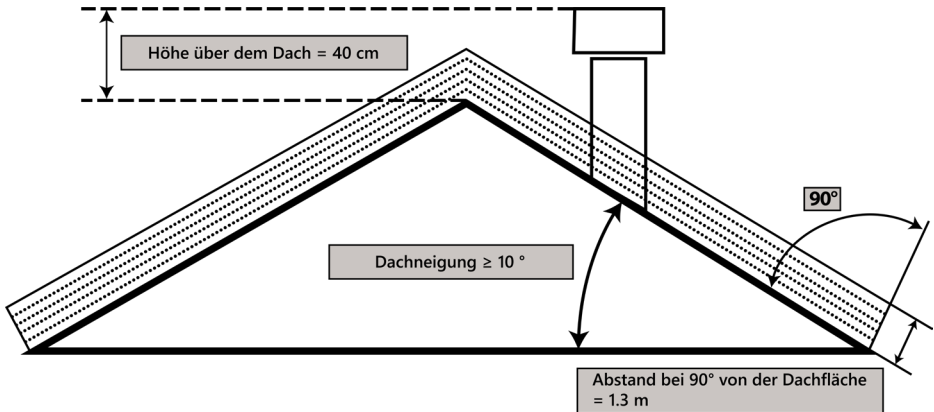 Höhe über dem Dach = 40 cm
90°
Dachneigung ≥ 10 °
Abstand bei 90° von der Dachfläche
= 1.3 m